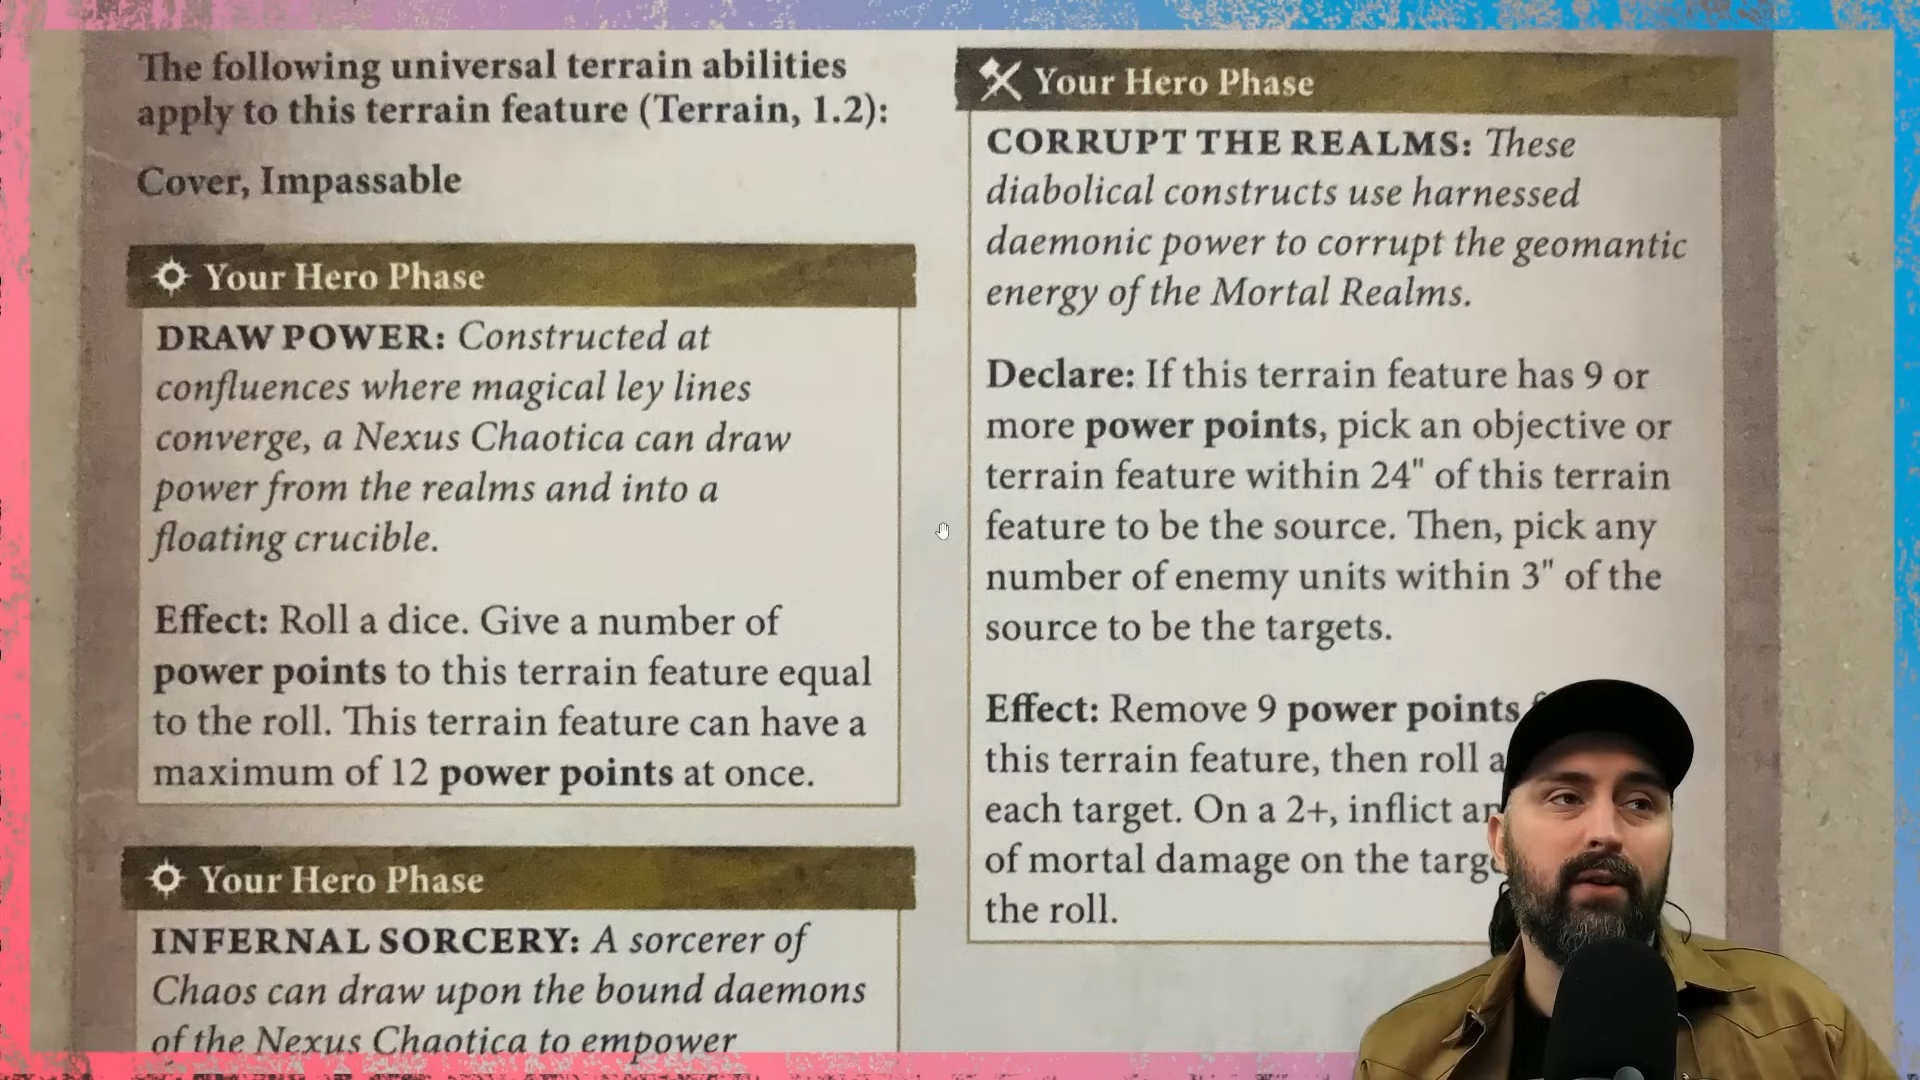 The following universal terrain abilities
apply to this terrain feature (Terrain, 1.2):
Cover, Impassable
Your Hero Phase
DRAW POWER: Constructed at
confluences where magical ley lines
converge, a Nexus Chaotica can draw
power from the realms and into a
floating crucible.
Effect: Roll a dice. Give a number of
power points to this terrain feature equal
to the roll. This terrain feature can have a
maximum of 12 power points at once.
Your Hero Phase
INFERNAL SORCERY: A sorcerer of
Chaos can draw upon the bound daemons
of the Nexus Chaotica to empower
Your Hero Phase
CORRUPT THE REALMS: These
diabolical constructs use harnessed
daemonic power to corrupt the geomantic
energy of the Mortal Realms.
Declare: If this terrain feature has 9 or
more power points, pick an objective or
terrain feature within 24" of this terrain
feature to be the source. Then, pick any
number of enemy units within 3" of the
source to be the targets.
Effect: Remove 9 power points
this terrain feature, then roll a
each target. On a 2+, inflict
of mortal damage on the
the roll.